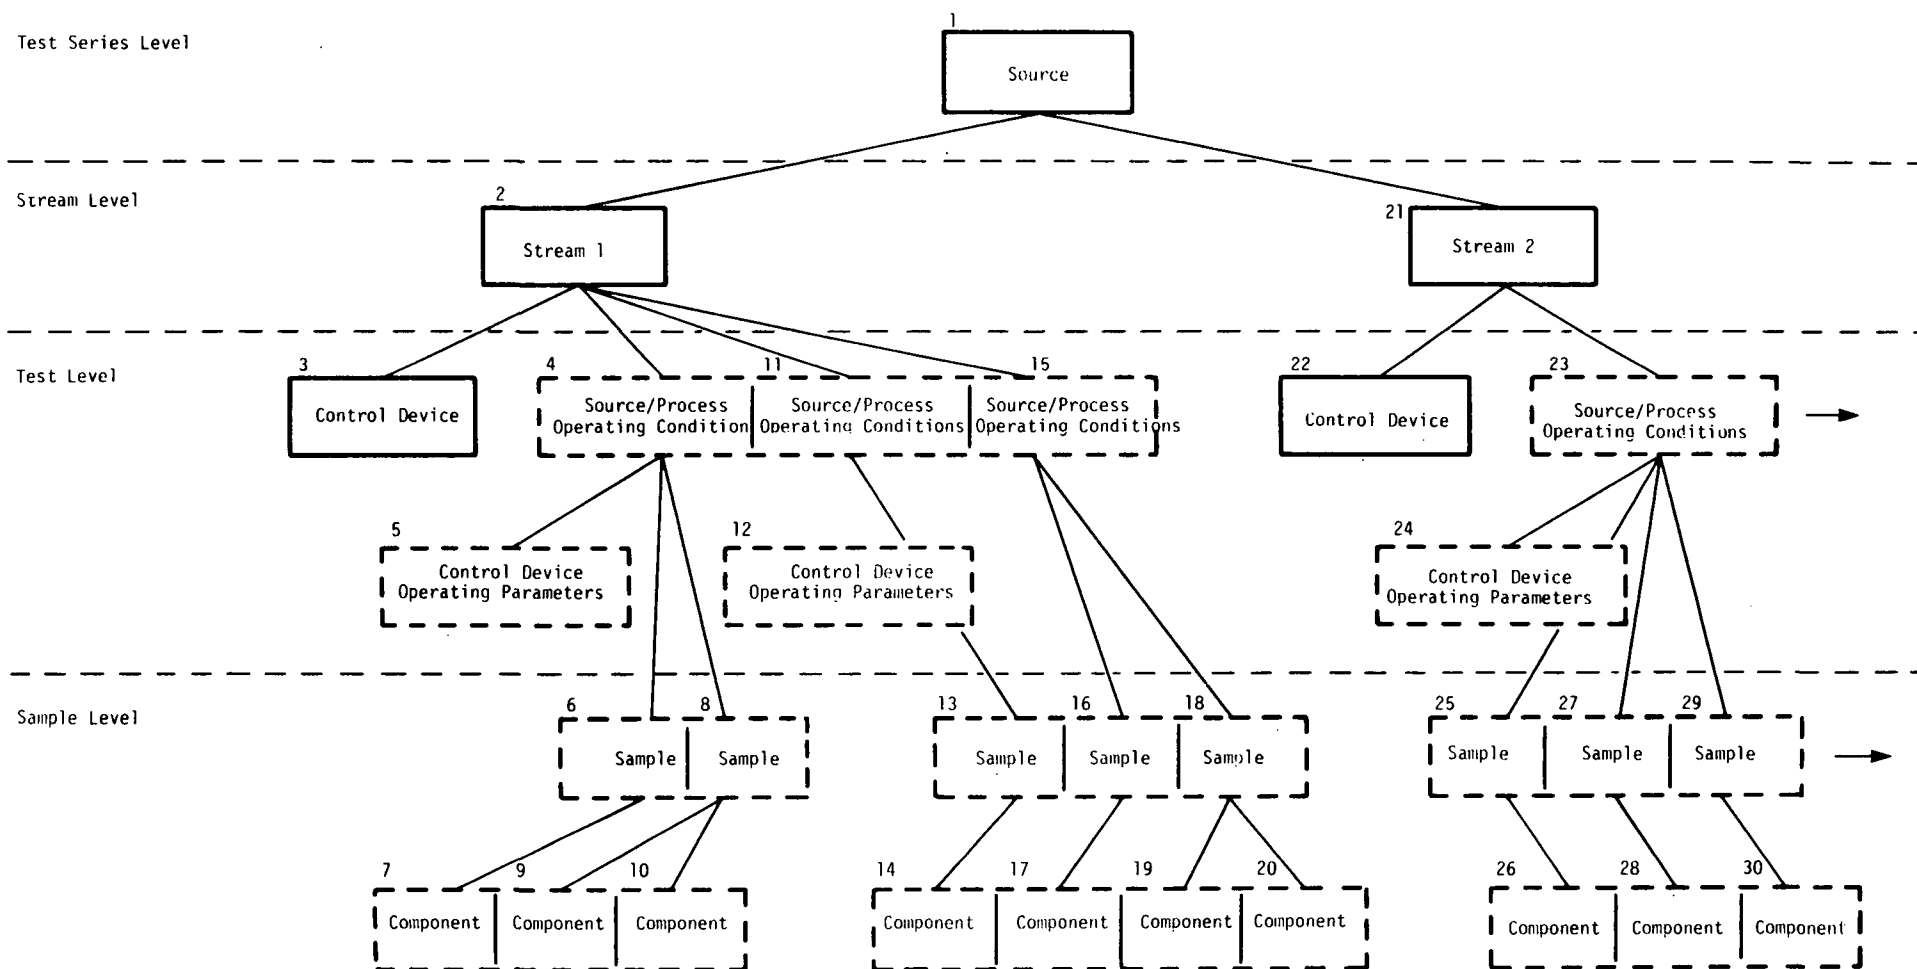 1
Test Series Level
Source
2
Stream Level
21
Stream 1
Stream 2
3
4
11
15
22
23
Test Level
Control Device
Source/Process
Operating Condition
Source/Process
Operating Conditions
Source/Process
Operating Conditions
Control Device
Source/Process
Operating Conditions
5
12
24
Control Device
Operating Parameters
Control Device
Operating Parameters
Control Device
Operating Parameters
Sample Level
6
8
13
16
18
25
27
29
Sample
Sample
Sample
Sample
Sample
Sample
Sample
Sample
7
9
10
14
17
19
20
26
28
30
Component
Component
Component
Component
Component
Component
Component
Component
Component
Component